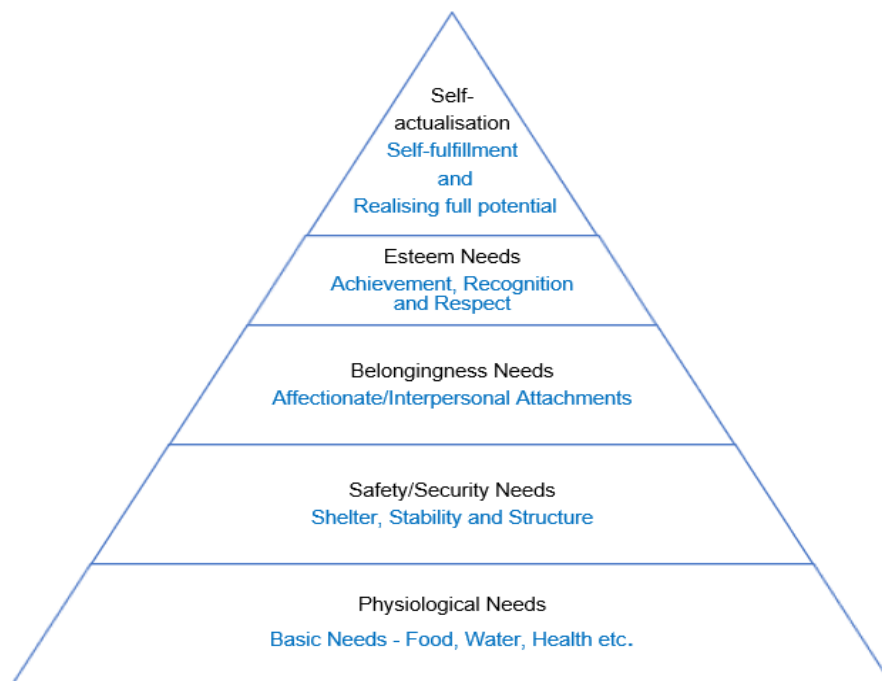 Self-
actualisation
Self-fulfillment
and
Realising full potential
Esteem Needs
Achievement, Recognition
and Respect
Belongingness Needs
Affectionate/Interpersonal Attachments
Safety/Security Needs
Shelter, Stability and Structure
Physiological Needs
Basic Needs - Food, Water, Health etc.